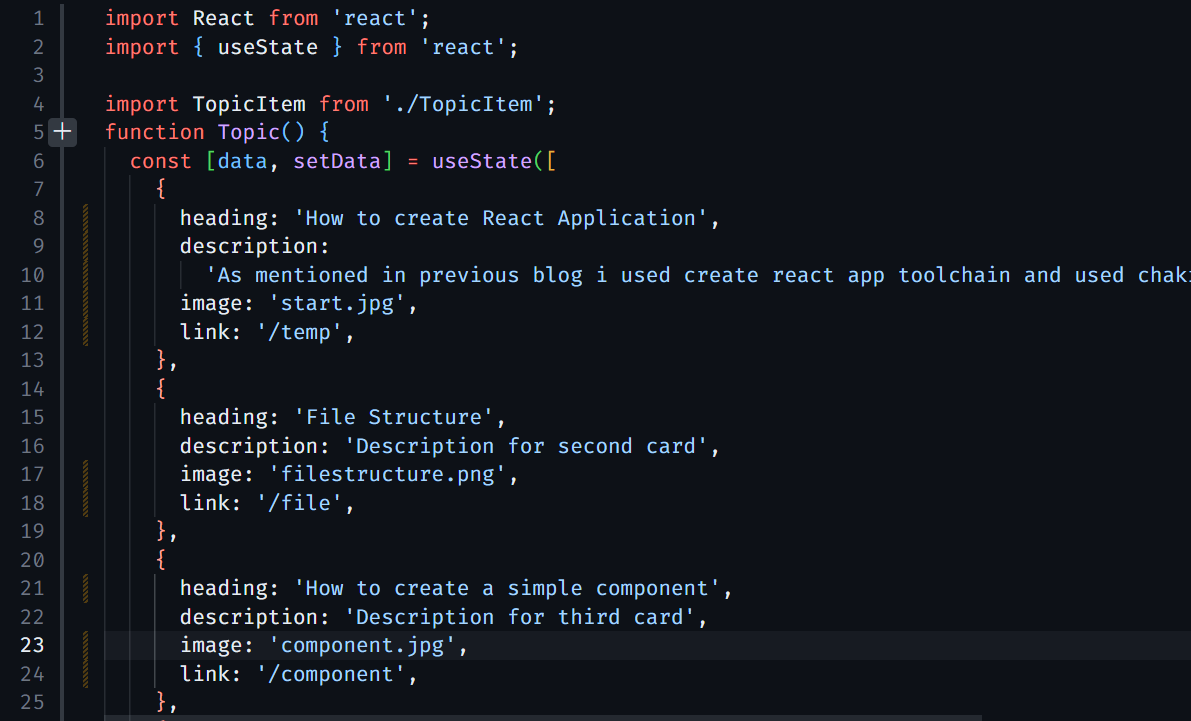 1 import React from 'react';
2 import { useState } from 'react';
3
4 import TopicItem from './TopicItem';
5 function Topic() {
6 const [data, setData] = useState([
7 {
8 heading: 'How to create React Application',
9 description:
10 'As mentioned in previous blog i used create react app toolchain and used
11 image: 'start.jpg',
12 link: '/temp',
13 },
14 {
15 heading: 'File Structure',
16 description: 'Description for second card',
17 image: 'filestructure.png',
18 link: '/file',
19 },
20 {
21 heading: 'How to create a simple component',
22 description: 'Description for third card',
23 image: 'component.jpg',
24 link: '/component',
25 },